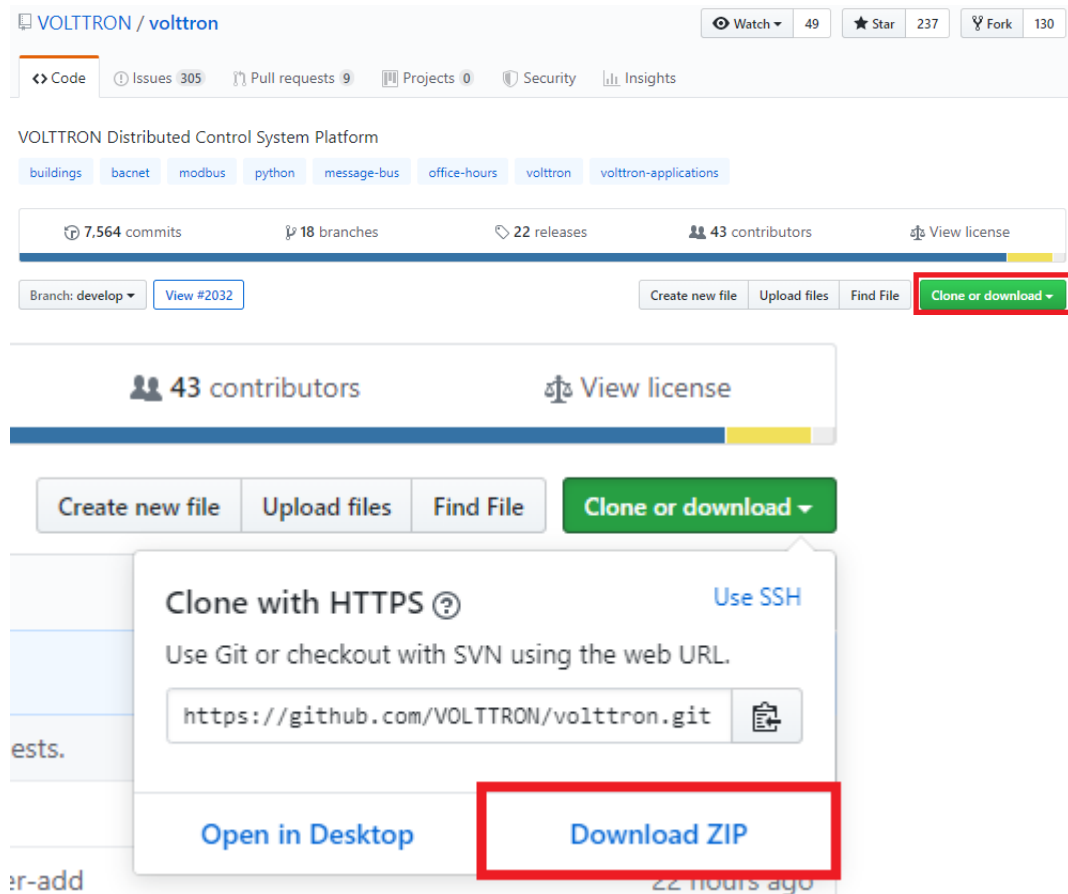 VOLTTRON / volttron
Watch 49 Star 237 Fork 130
Code Issues 305 Pull requests 9 Projects 0 Security Insights
VOLTTRON Distributed Control System Platform
buildings bacnet modbus python message-bus office-hours volttron volttron-applications
7,564 commits 18 branches 22 releases 43 contributors View license
Branch: develop View #2032 Create new file Upload files Find File Clone or download
43 contributors View license
Create new file Upload files Find File Clone or download
Clone with HTTPS ? Use SSH
Use Git or checkout with SVN using the web URL.
https://github.com/VOLTTRON/volttron.git
ests.
Open in Desktop Download ZIP
er-add 22 hours ago